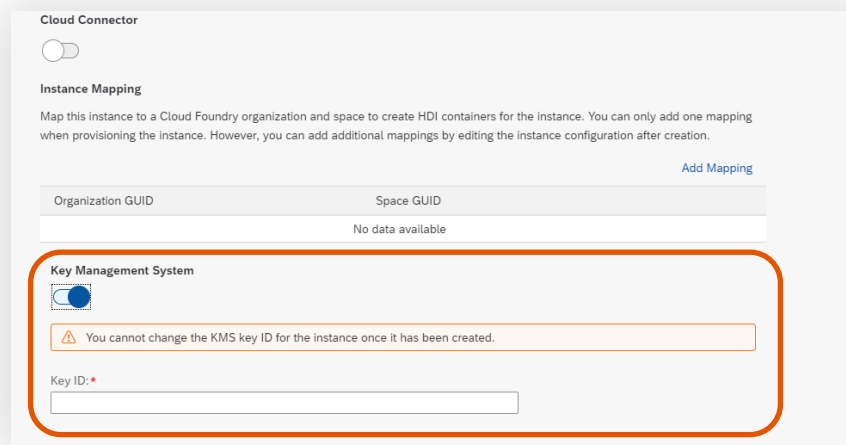 Cloud Connector
Instance Mapping
Map this instance to a Cloud Foundry organization and space to create HDI containers for the instance. You can only add one mapping
when provisioning the instance. However, you can add additional mappings by editing the instance configuration after creation.
Add Mapping
Organization GUID Space GUID
No data available
Key Management System
You cannot change the KMS key ID for the instance once it has been created.
Key ID:*